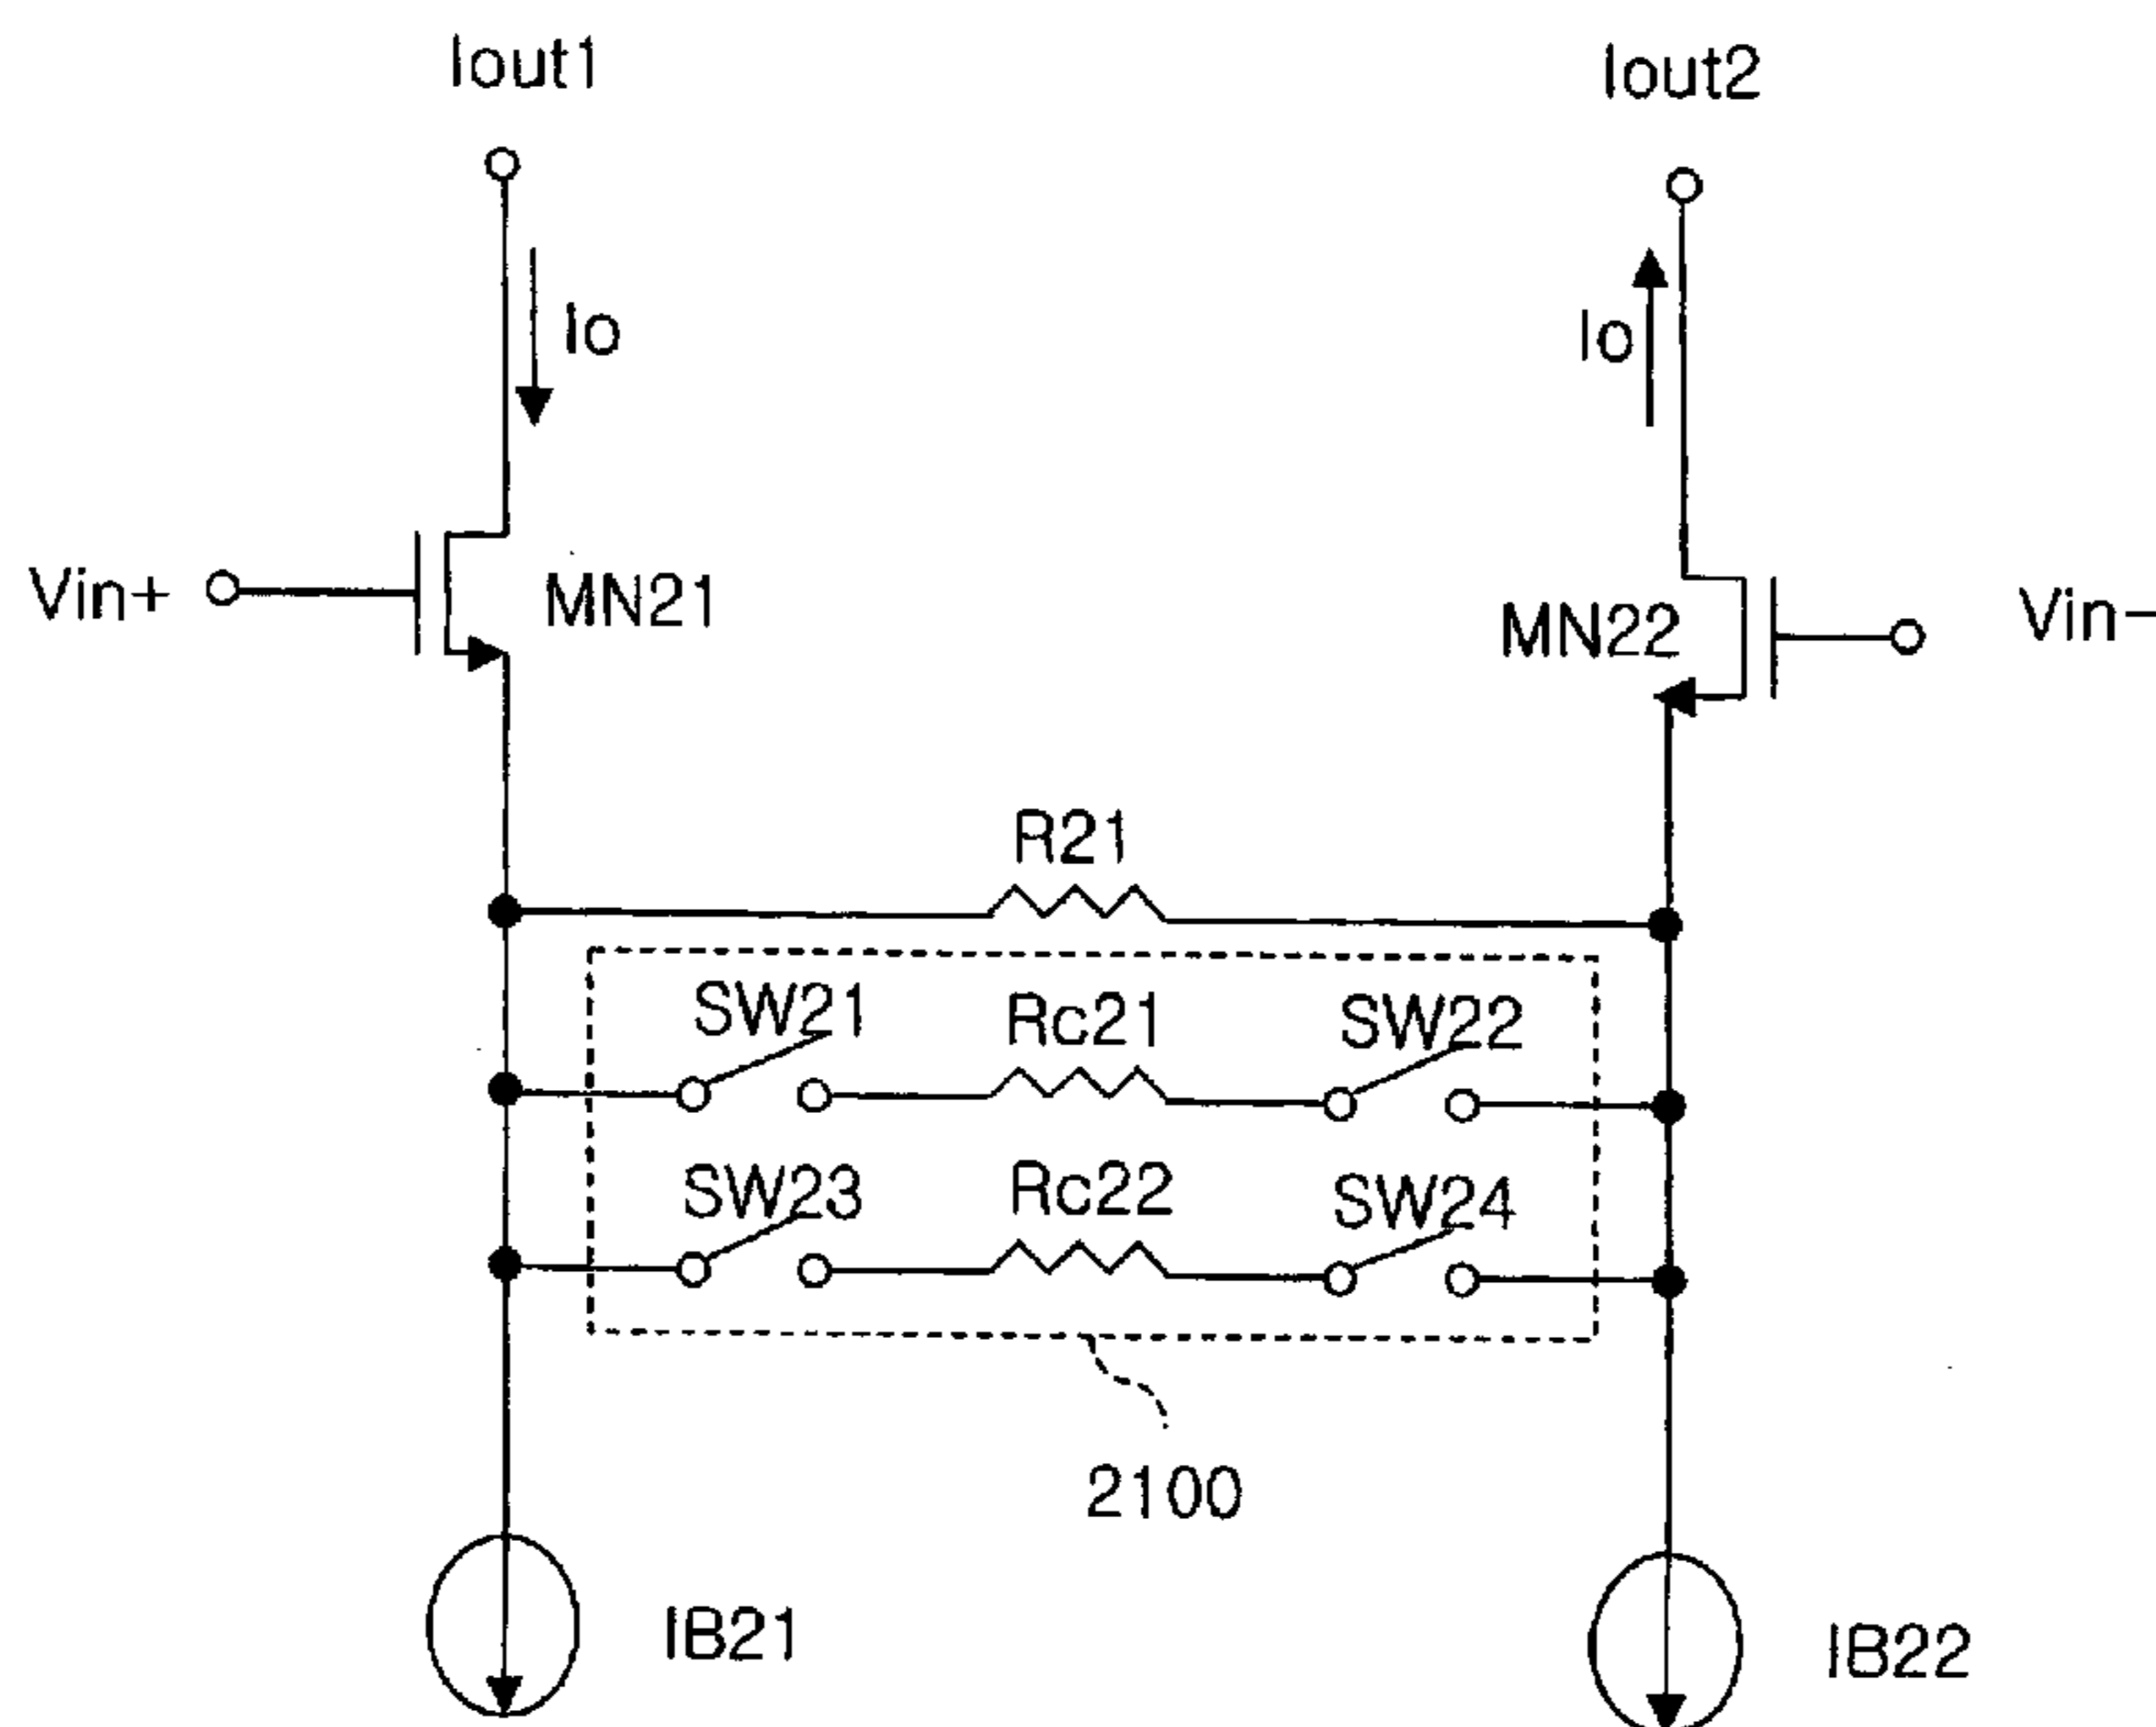 Iout1
Iout2
Io
Io
Vin+
MN21
MN22
Vin-
R21
SW21
Rc21
SW22
SW23
Rc22
SW24
2100
IB21
IB22